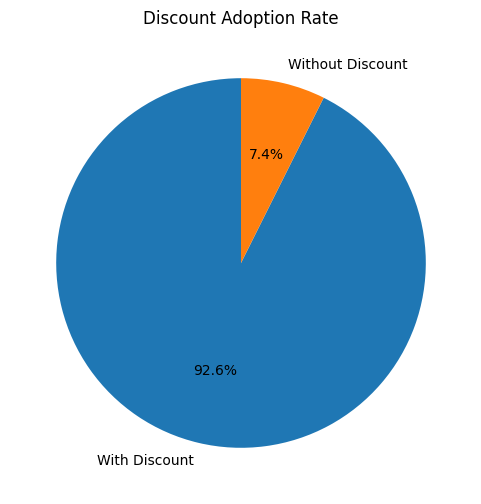 Discount Adoption Rate
Without Discount
7.4%
92.6%
With Discount